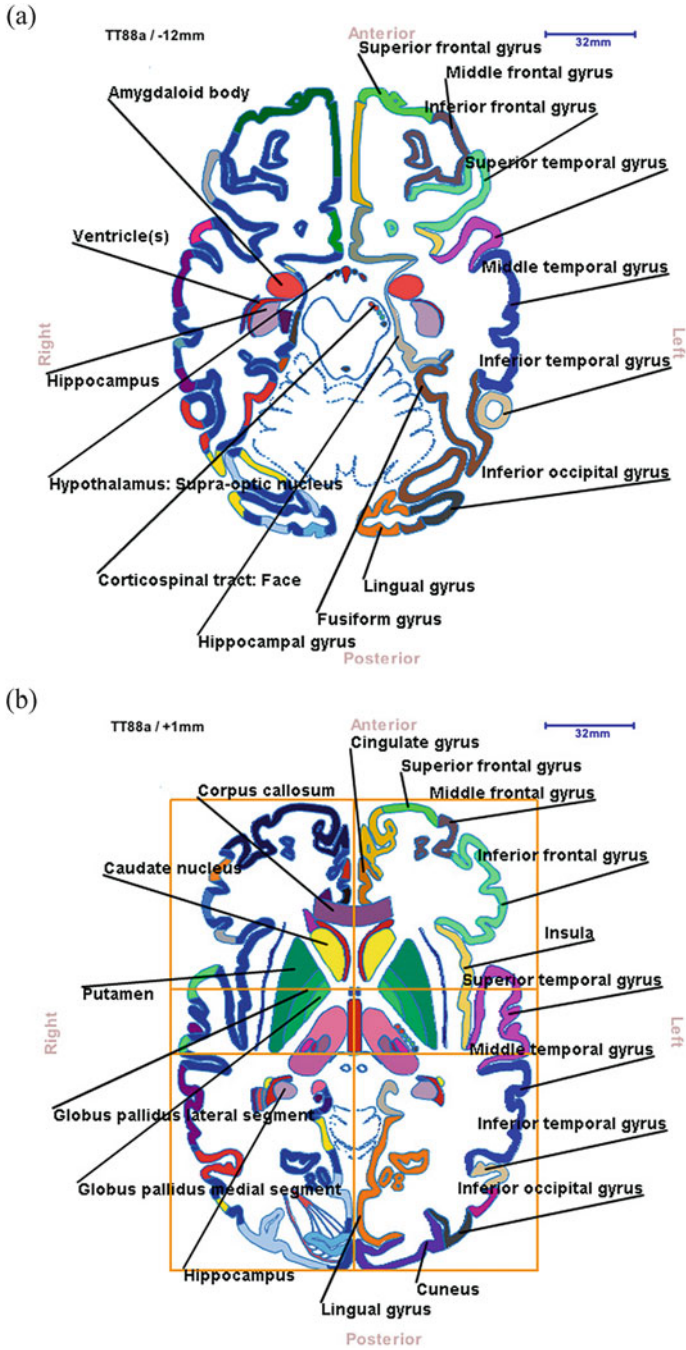 (a)
TT88a / -12mm
Anterior
32mm
Superior frontal gyrus
Middle frontal gyrus
Amygdaloid body
Inferior frontal gyrus
Superior temporal gyrus
Ventricle(s)
Middle temporal gyrus
Right
Left
Hippocampus
Inferior temporal gyrus
Hypothalamus: Supra-optic nucleus
Inferior occipital gyrus
Corticospinal tract: Face
Lingual gyrus
Fusiform gyrus
Hippocampal gyrus
Posterior
(b)
TT88a / +1mm
Anterior
32mm
Cingulate gyrus
Superior frontal gyrus
Corpus callosum
Middle frontal gyrus
Caudate nucleus
Inferior frontal gyrus
Insula
Superior temporal gyrus
Putamen
Right
Left
Middle temporal gyrus
Globus pallidus lateral segment
Inferior temporal gyrus
Globus pallidus medial segment
Inferior occipital gyrus
Hippocampus
Cuneus
Lingual gyrus
Posterior